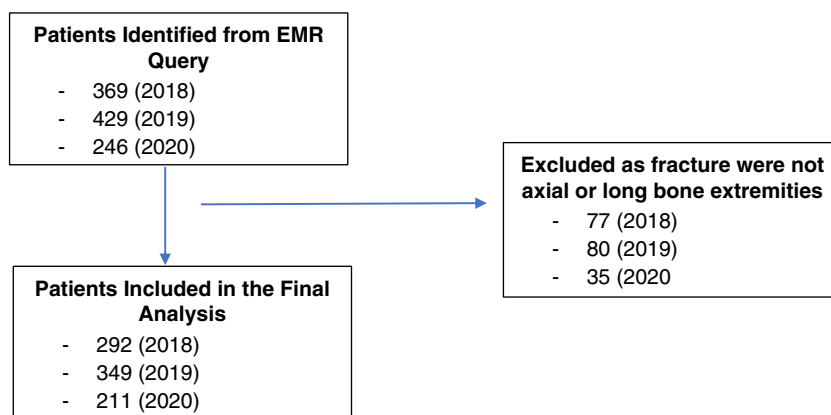 Patients Identified from EMR
Query
- 369 (2018)
- 429 (2019)
- 246 (2020)
Excluded as fracture were not
axial or long bone extremities
- 77 (2018)
- 80 (2019)
- 35 (2020
Patients Included in the Final
Analysis
- 292 (2018)
- 349 (2019)
- 211 (2020)